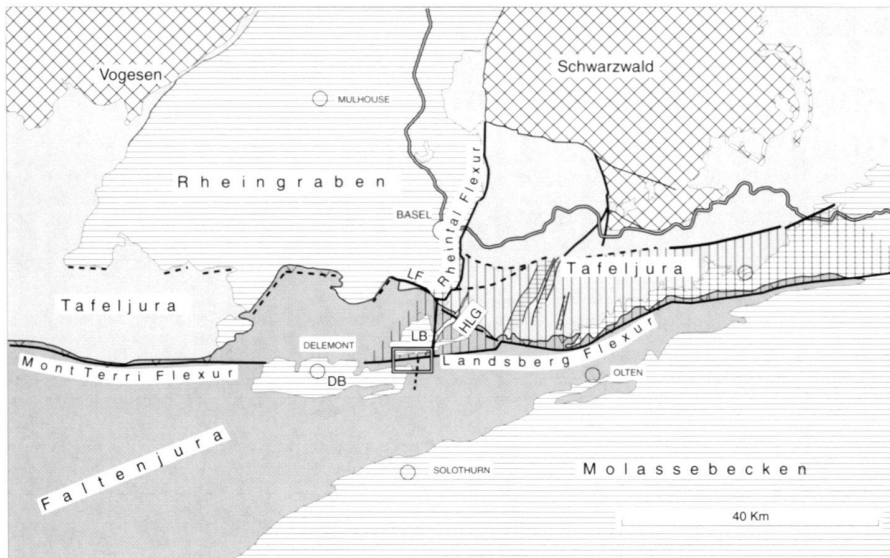 Vogesen
Schwarzwald
MULHOUSE
Rheingraben
Rheintal Flexur
BASEL
LF
Tafeljura
Tafeljura
HLG
LB
DELEMONT
Landsberg Flexur
Mont Terri Flexur
DB
OLTEN
Faltenjura
SOLOTHURN
Molassebecken
40 Km